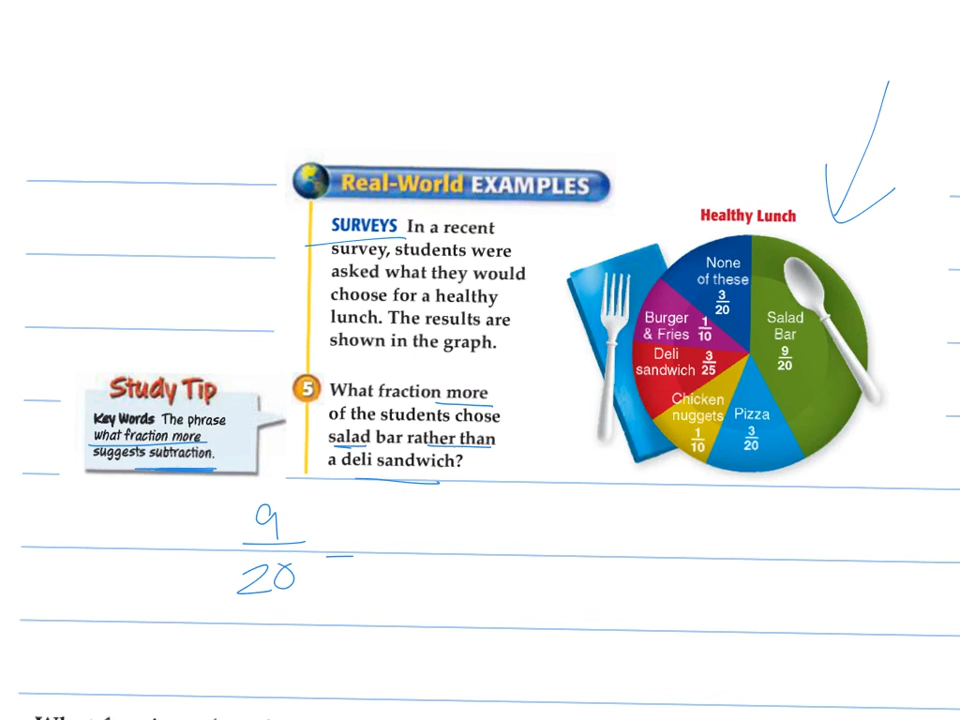 Real-World EXAMPLES
SURVEYS In a recent
survey, students were
asked what they would
choose for a healthy
lunch. The results are
shown in the graph.
Healthy Lunch
None
of these
3
20
Burger
& Fries 1
10
Deli
sandwich 3
25
Chicken
nuggets
1
10
Pizza
3
20
Salad
Bar
9
20
Study Tip
Key Words The phrase
what fraction more
suggests subtraction.
5 What fraction more
of the students chose
salad bar rather than
a deli sandwich?
9
20 –